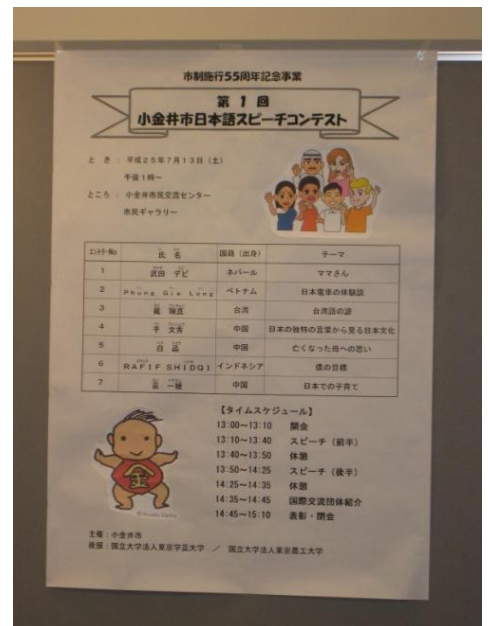 市制施行55周年記念事業
第 1 回
小金井市日本語スピーチコンテスト
と き : 平成25年7月13日 (土)
午後1時~
ところ : 小金井市民交流センター
市民ギャラリー
エントリーNo 氏 名 国籍 (出身) テーマ
1 武田 デビ ネパール ママさん
2 Phung Gia Long ベトナム 日本電車の体験談
3 台湾 台湾語の諺
4 文秀 中国 日本の独特の言葉から見る日本文化
5 白 晶 中国 亡くなった母への思い
6 RAFIF SHIDQI インドネシア 僕の目標
7 中国 日本での子育て
【タイムスケジュール】
13:00~13:10 開会
13:10~13:40 スピーチ (前半)
13:40~13:50 休憩
13:50~14:25 スピーチ (後半)
14:25~14:35 休憩
14:35~14:45 国際交流団体紹介
14:45~15:10 表彰・閉会
金
主催 : 小金井市
後援 : 国立大学法人東京学芸大学 / 国立大学法人東京農工大学